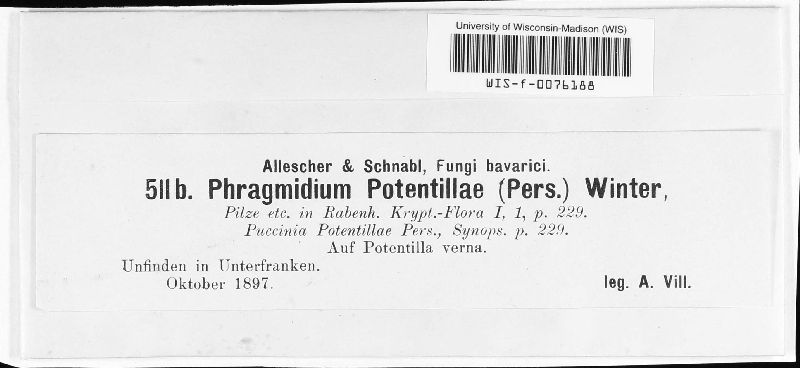 University of Wisconsin-Madison (WIS)
WIS-f-0076188
Allescher & Schnabl, Fungi bavarici.
511b. Phragmidium Potentillae (Pers.) Winter,
Pilze etc. in Rabenh. Krypt.-Flora I, 1, p. 229.
Puccinia Potentillae Pers., Synops. p. 229.
Auf Potentilla verna.
Unfinden in Unterfranken.
Oktober 1897.
leg. A. Vill.